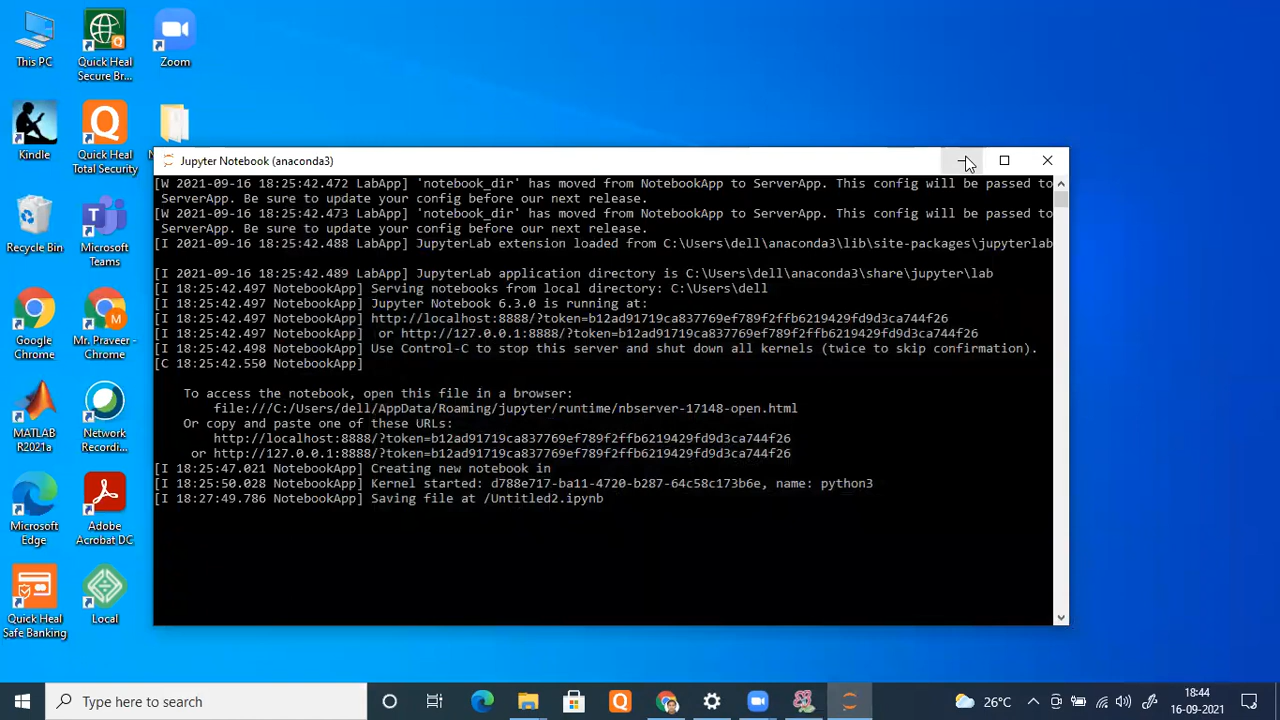 This PC
Quick Heal
Secure Br...
Zoom
Kindle
Quick Heal
Total Security
Recycle Bin
Microsoft
Teams
Google
Chrome
Mr. Praveer -
Chrome
MATLAB
R2021a
Network
Recordi...
Microsoft
Edge
Adobe
Acrobat DC
Quick Heal
Safe Banking
Local
Jupyter Notebook (anaconda3)
[W 2021-09-16 18:25:42.472 LabApp] 'notebook_dir' has moved from NotebookApp to ServerApp. This config will be passed to
ServerApp. Be sure to update your config before our next release.
[W 2021-09-16 18:25:42.473 LabApp] 'notebook_dir' has moved from NotebookApp to ServerApp. This config will be passed to
ServerApp. Be sure to update your config before our next release.
[I 2021-09-16 18:25:42.488 LabApp] JupyterLab extension loaded from C:\Users\dell\anaconda3\lib\site-packages\jupyterlab
[I 2021-09-16 18:25:42.489 LabApp] JupyterLab application directory is C:\Users\dell\anaconda3\share\jupyter\lab
[I 18:25:42.497 NotebookApp] Serving notebooks from local directory: C:\Users\dell
[I 18:25:42.497 NotebookApp] Jupyter Notebook 6.3.0 is running at:
[I 18:25:42.497 NotebookApp] http://localhost:8888/?token=b12ad91719ca837769ef789f2ffb6219429fd9d3ca744f26
[I 18:25:42.497 NotebookApp]  or http://127.0.0.1:8888/?token=b12ad91719ca837769ef789f2ffb6219429fd9d3ca744f26
[I 18:25:42.498 NotebookApp] Use Control-C to stop this server and shut down all kernels (twice to skip confirmation).
[C 18:25:42.550 NotebookApp]
To access the notebook, open this file in a browser:
file:///C:/Users/dell/AppData/Roaming/jupyter/runtime/nbserver-17148-open.html
Or copy and paste one of these URLs:
http://localhost:8888/?token=b12ad91719ca837769ef789f2ffb6219429fd9d3ca744f26
or http://127.0.0.1:8888/?token=b12ad91719ca837769ef789f2ffb6219429fd9d3ca744f26
[I 18:25:47.021 NotebookApp] Creating new notebook in
[I 18:25:50.028 NotebookApp] Kernel started: d788e717-ba11-4720-b287-64c58c173b6e, name: python3
[I 18:27:49.786 NotebookApp] Saving file at /Untitled2.ipynb
Type here to search
26°C
18:44
16-09-2021